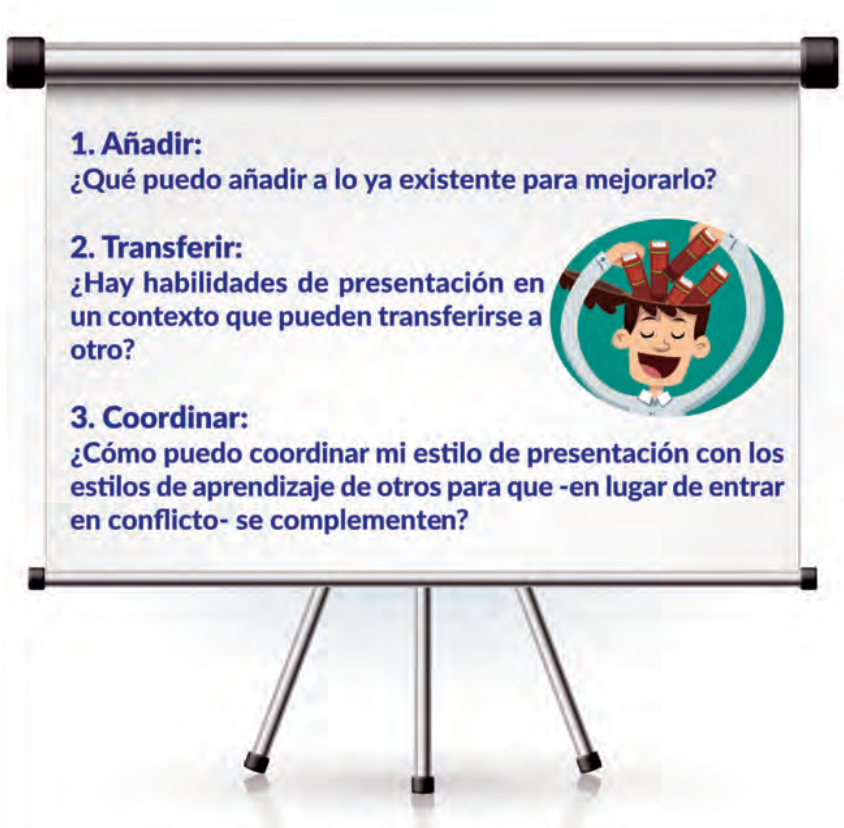 1. Añadir:
¿Qué puedo añadir a lo ya existente para mejorarlo?
2. Transferir:
¿Hay habilidades de presentación en
un contexto que pueden transferirse a
otro?
3. Coordinar:
¿Cómo puedo coordinar mi estilo de presentación con los
estilos de aprendizaje de otros para que -en lugar de entrar
en conflicto- se complementen?